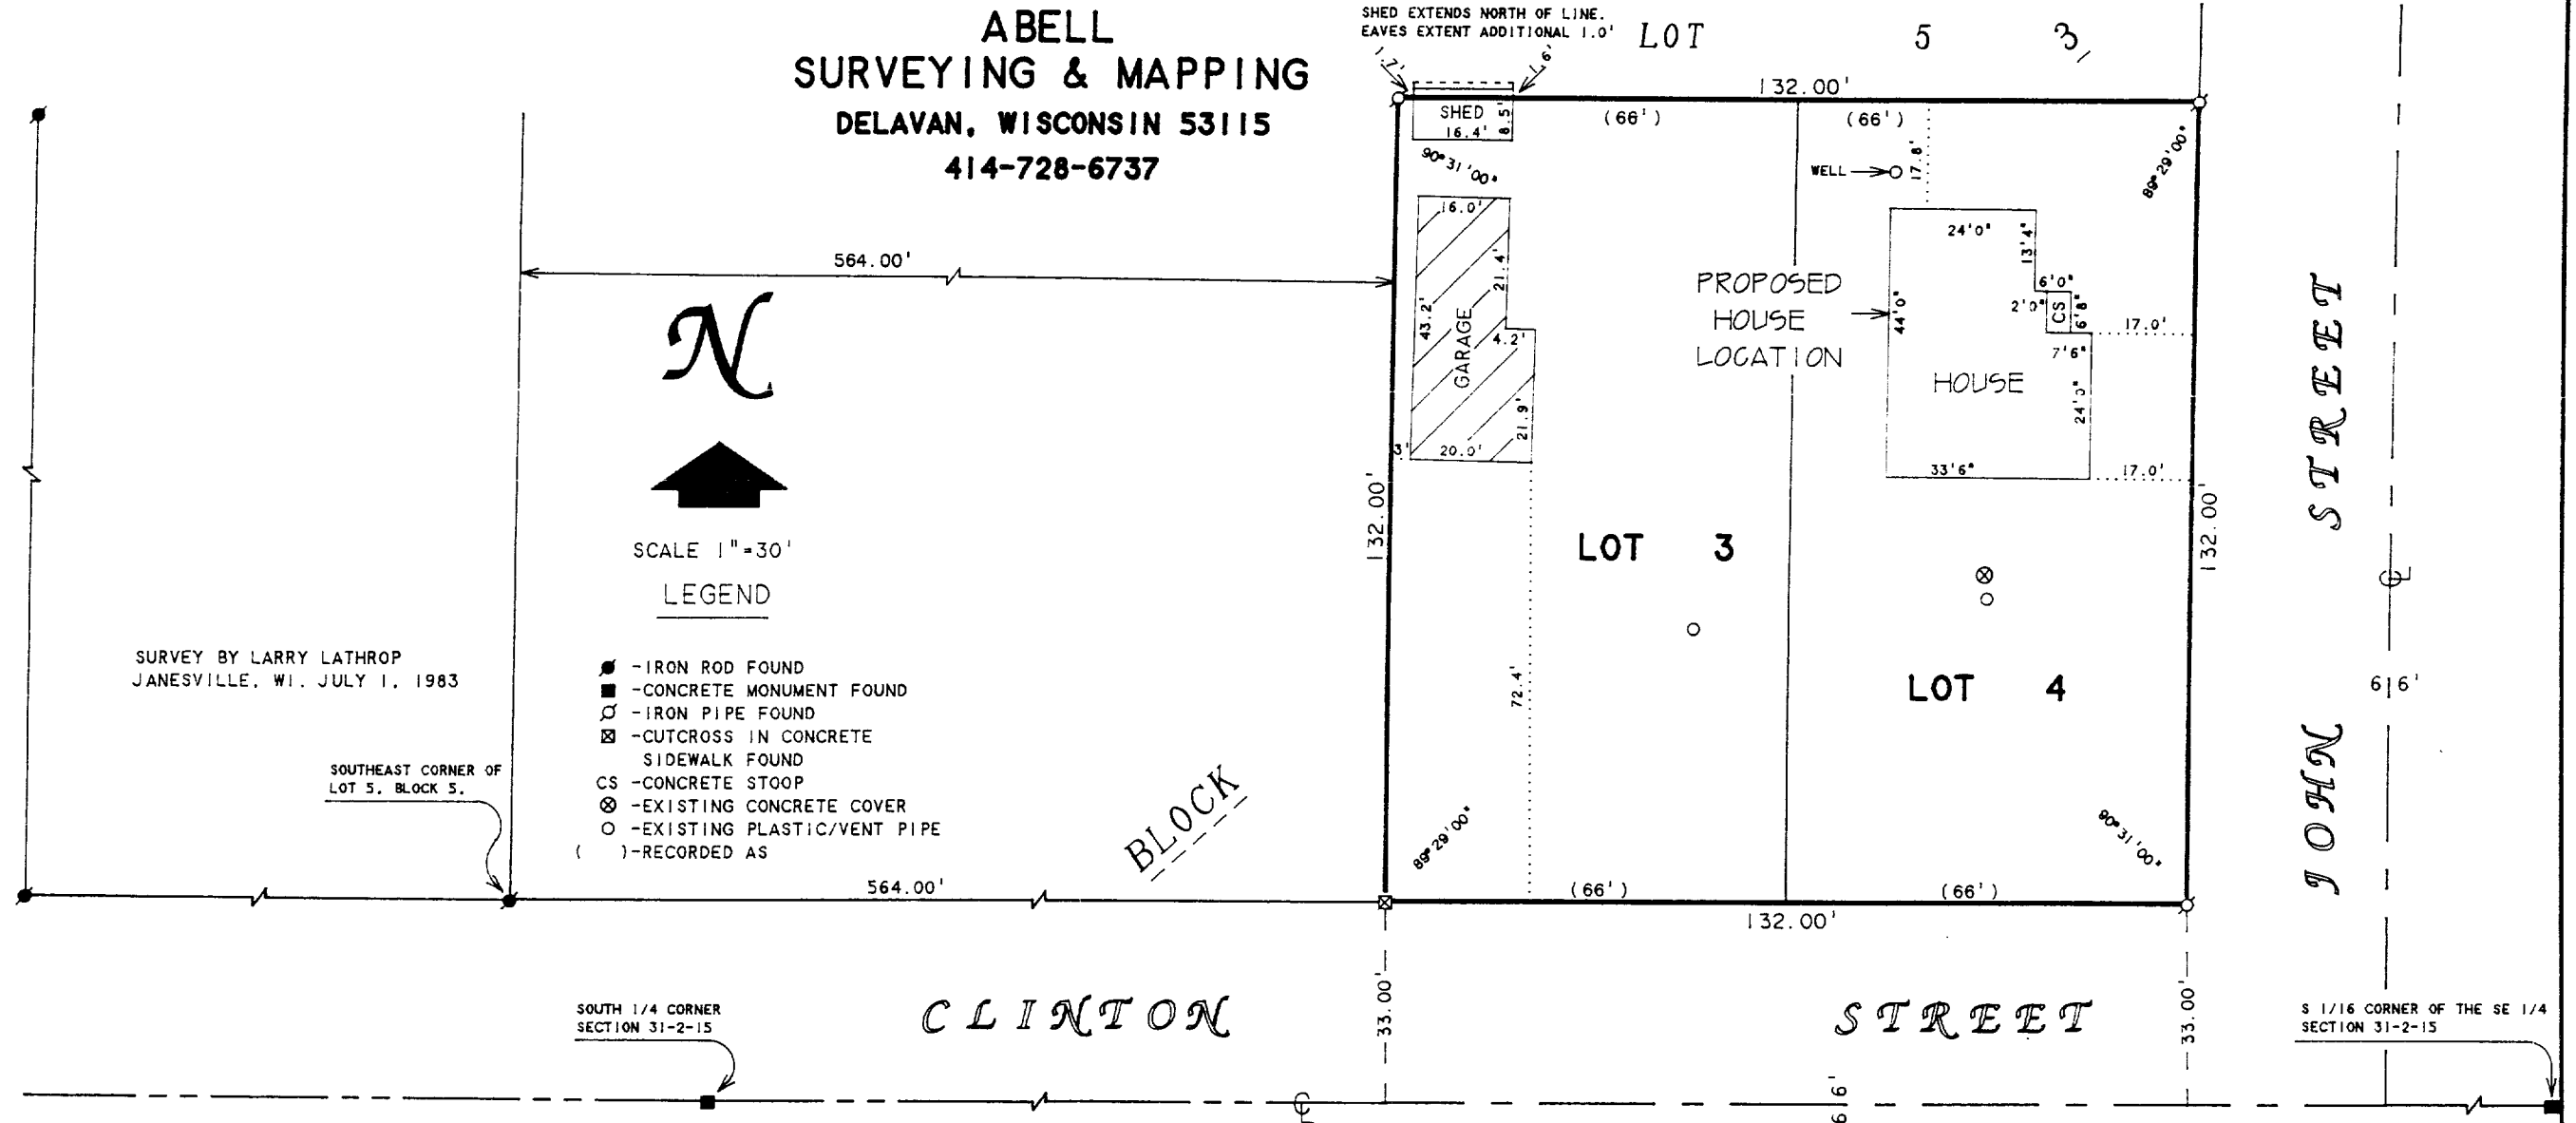 ABELL
SURVEYING & MAPPING
DELAVAN, WISCONSIN 53115
414-728-6737
SHED EXTENDS NORTH OF LINE.
EAVES EXTENT ADDITIONAL 1.0'
1.7'
1.6'
LOT 5
3
132.00'
SHED
16.4'
8.5'
(66')
(66')
90°31'00"
89°29'00"
WELL
17.8'
16.0'
21.4'
43.2'
GARAGE
4.2'
21.9'
3'
20.0'
564.00'
N
SCALE 1"=30'
LEGEND
-IRON ROD FOUND
-CONCRETE MONUMENT FOUND
-IRON PIPE FOUND
-CUTCROSS IN CONCRETE
SIDEWALK FOUND
CS -CONCRETE STOOP
-EXISTING CONCRETE COVER
-EXISTING PLASTIC/VENT PIPE
( )-RECORDED AS
PROPOSED
HOUSE
LOCATION
24'0"
13'4"
6'0"
2'0"
CS
6'8"
17.0'
7'6"
44'0"
HOUSE
24'0"
33'6"
17.0'
132.00'
132.00'
LOT 3
LOT 4
72.4'
SURVEY BY LARRY LATHROP
JANESVILLE, WI. JULY 1, 1983
SOUTHEAST CORNER OF
LOT 5, BLOCK 5.
BLOCK
89°29'00"
90°31'00"
564.00'
(66')
(66')
132.00'
JOHN STREET
66'
33.00'
33.00'
CLINTON STREET
66'
SOUTH 1/4 CORNER
SECTION 31-2-15
S 1/16 CORNER OF THE SE 1/4
SECTION 31-2-15